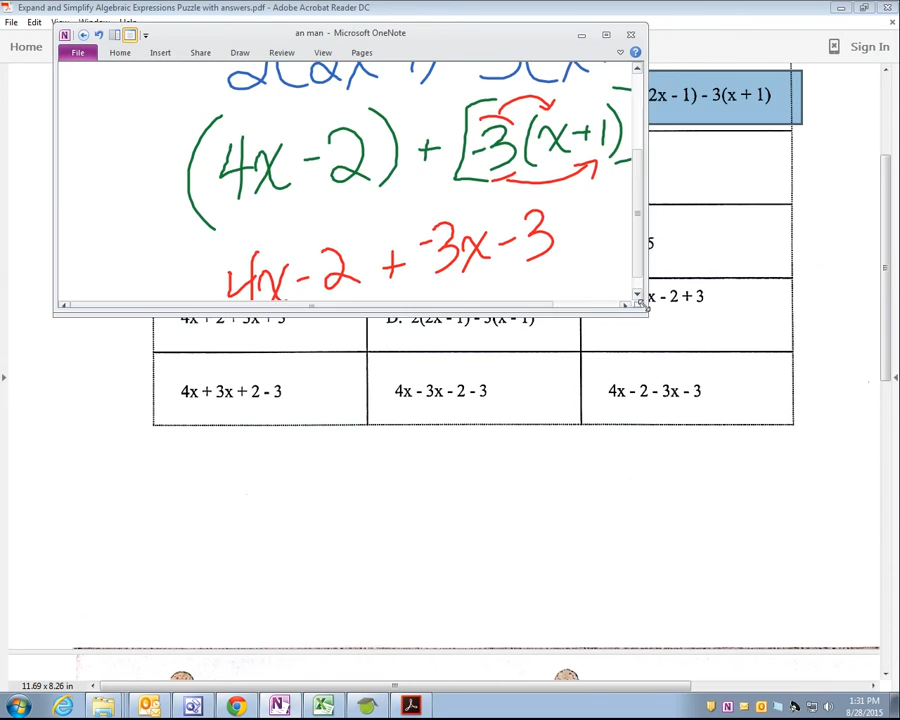 Expand and Simplify Algebraic Expressions Puzzle with answers.pdf - Adobe Acrobat Reader DC
File Edit View Window Help
Home
Sign In
an man - Microsoft OneNote
File Home Insert Share Draw Review View Pages
2x - 1) - 3(x + 1)
(4x - 2) + [-3(x+1)
4x - 2 + -3x - 3
5
x - 2 + 3
4x + 2 + 3x + 3
D. 2(2x - 1) - 3(x - 1)
4x + 3x + 2 - 3
4x - 3x - 2 - 3
4x - 2 - 3x - 3
11.69 x 8.26 in
1:31 PM
8/28/2015